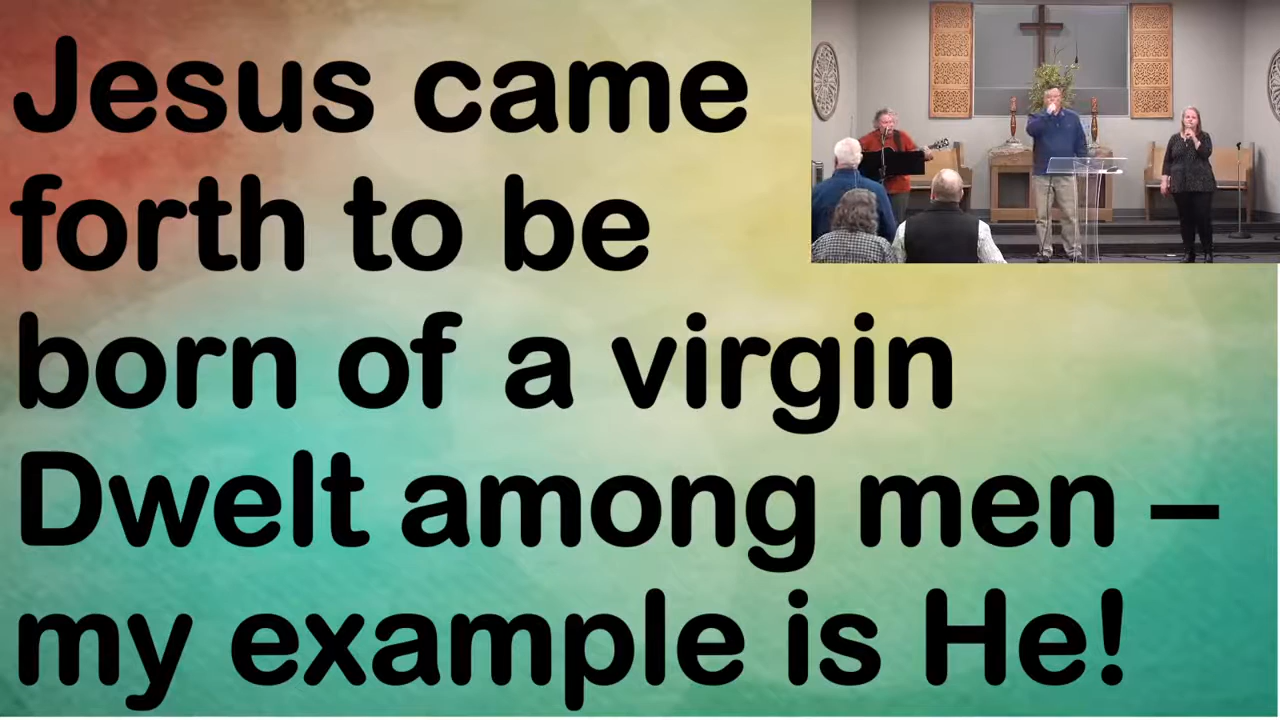 Jesus came
forth to be
born of a virgin
Dwelt among men –
my example is He!